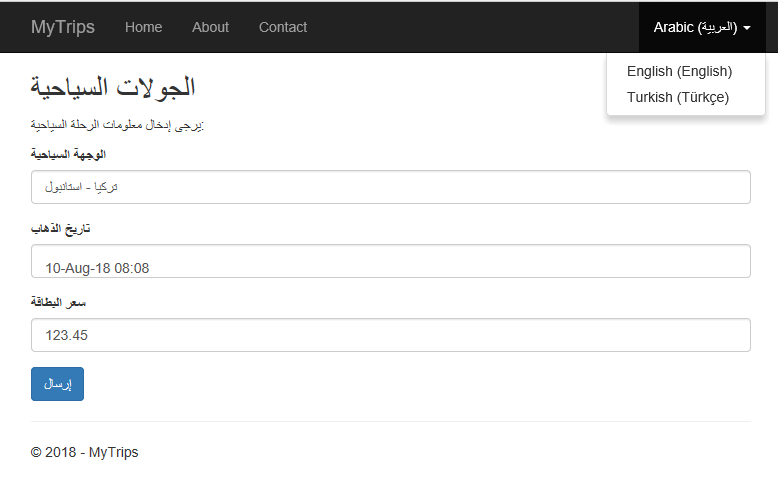 MyTrips Home About Contact Arabic (العربية)
English (English)
Turkish (Türkçe)
الجولات السياحية
يرجى إدخال معلومات الرحلة السياحية:
الوجهة السياحية
تركيا - استانبول
تاريخ الذهاب
10-Aug-18 08:08
سعر البطاقة
123.45
إرسال
© 2018 - MyTrips